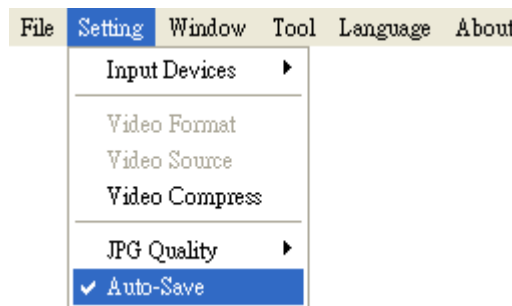 File Setting Window Tool Language About
Input Devices
Video Format
Video Source
Video Compress
JPG Quality
Auto-Save